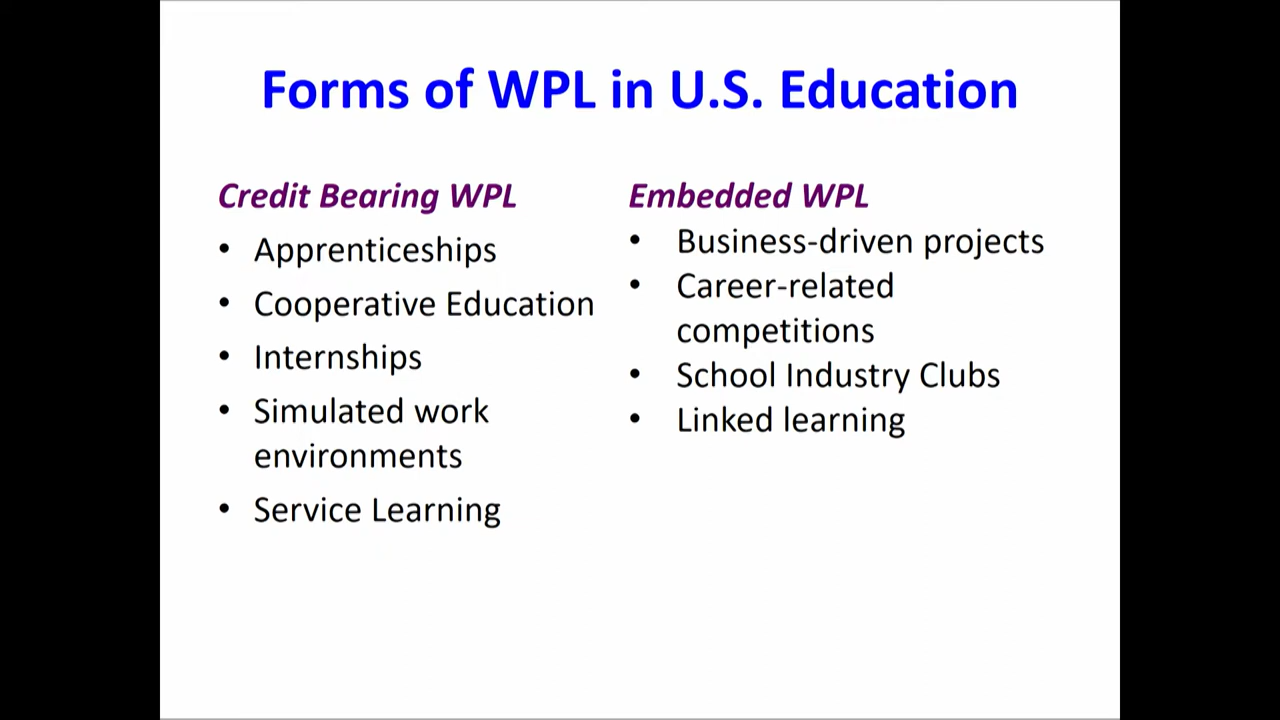 Forms of WPL in U.S. Education
Credit Bearing WPL
• Apprenticeships
• Cooperative Education
• Internships
• Simulated work
environments
• Service Learning
Embedded WPL
• Business-driven projects
• Career-related
competitions
• School Industry Clubs
• Linked learning